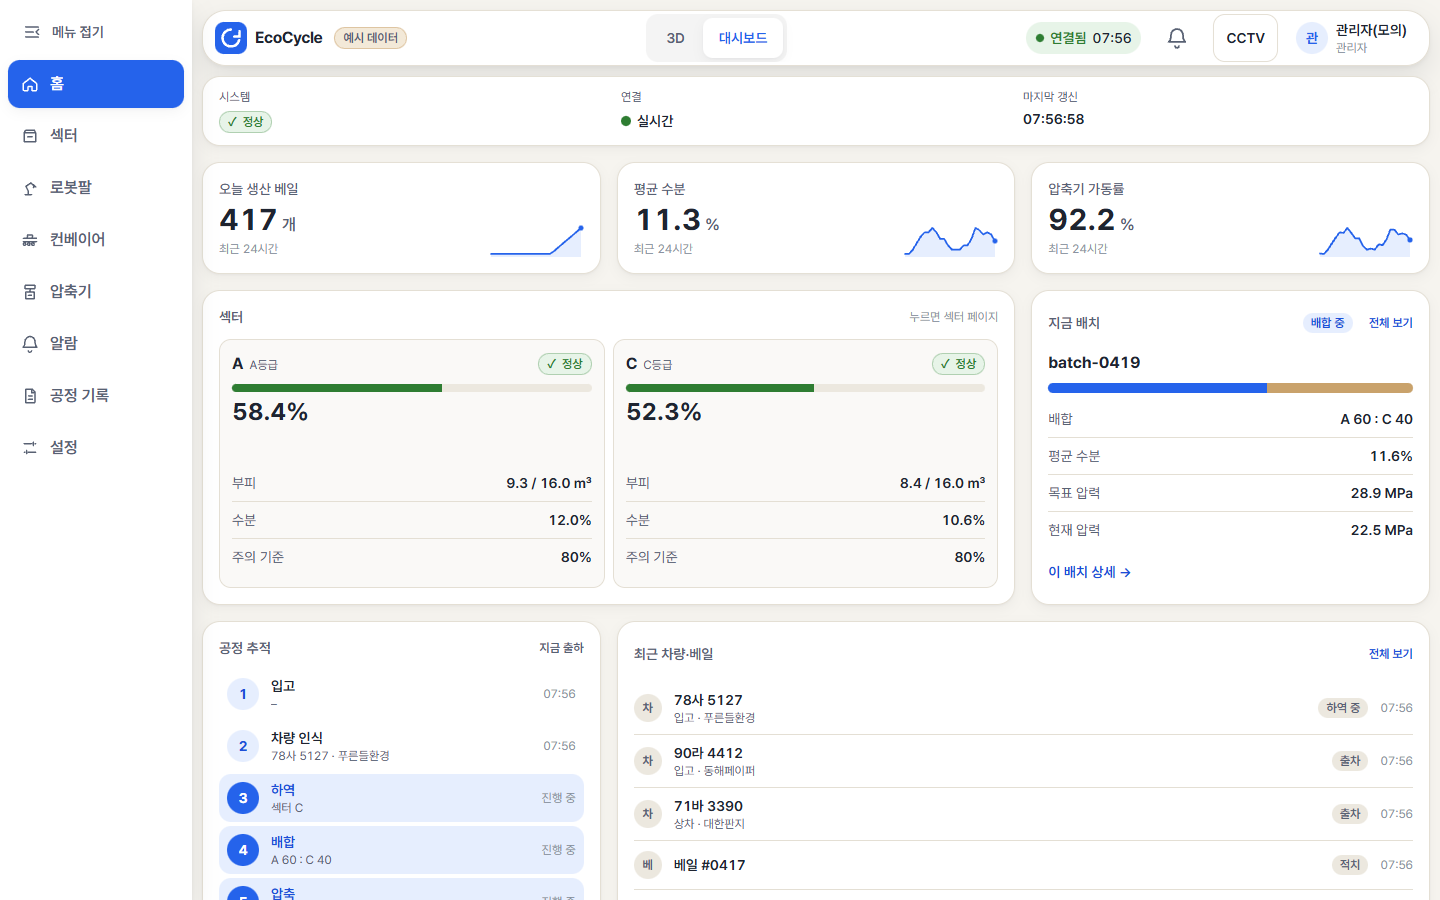 메뉴 접기
홈
섹터
로봇팔
컨베이어
압축기
알람
공정 기록
설정
EcoCycle
예시 데이터
3D
대시보드
연결됨 07:56
CCTV
관
관리자(모의)
관리자
시스템
정상
연결
실시간
마지막 갱신
07:56:58
오늘 생산 베일
417 개
최근 24시간
평균 수분
11.3 %
최근 24시간
압축기 가동률
92.2 %
최근 24시간
섹터
누르면 섹터 페이지
A A등급
정상
58.4%
부피 9.3 / 16.0 m³
수분 12.0%
주의 기준 80%
C C등급
정상
52.3%
부피 8.4 / 16.0 m³
수분 10.6%
주의 기준 80%
지금 배치
배합 중
전체 보기
batch-0419
배합 A 60 : C 40
평균 수분 11.6%
목표 압력 28.9 MPa
현재 압력 22.5 MPa
이 배치 상세 →
공정 추적
지금 출하
1 입고 07:56
–
2 차량 인식 07:56
78사 5127 · 푸른들환경
3 하역 진행 중
섹터 C
4 배합 진행 중
A 60 : C 40
5 압축 진행 중
최근 차량·베일
전체 보기
차 78사 5127 하역 중 07:56
입고 · 푸른들환경
차 90라 4412 출차 07:56
입고 · 동해페이퍼
차 71바 3390 출차 07:56
상차 · 대한판지
베 베일 #0417 적치 07:56